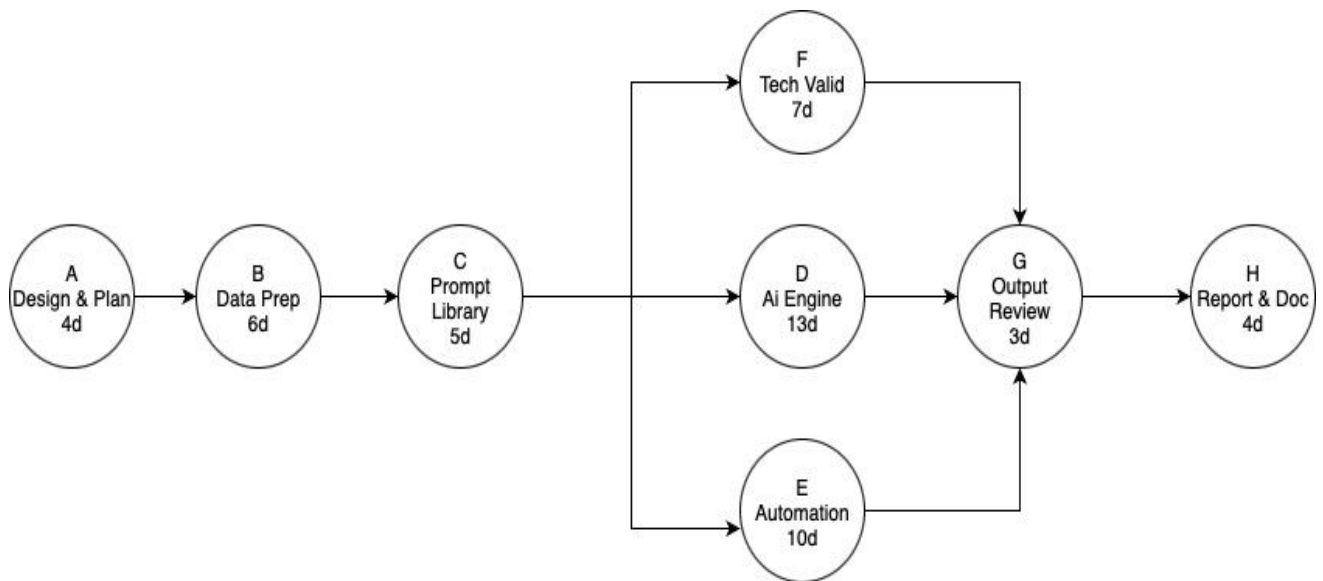 A
Design & Plan
4d
B
Data Prep
6d
C
Prompt
Library
5d
F
Tech Valid
7d
D
Ai Engine
13d
E
Automation
10d
G
Output
Review
3d
H
Report & Doc
4d